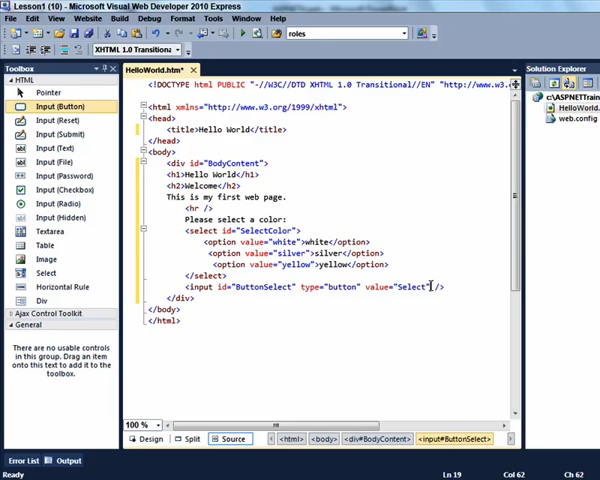 Lesson1 (10) - Microsoft Visual Web Developer 2010 Express
File Edit View Website Build Debug Format Table Tools Window Help
roles
XHTML 1.0 Transitiona
Toolbox
HTML
Pointer
Input (Button)
Input (Reset)
Input (Submit)
Input (Text)
Input (File)
Input (Password)
Input (Checkbox)
Input (Radio)
Input (Hidden)
Textarea
Table
Image
Select
Horizontal Rule
Div
Ajax Control Toolkit
General
There are no usable
controls in this group.
Drag an item onto this
text to add it to the
toolbox.
HelloWorld.htm*
<!DOCTYPE html PUBLIC "-//W3C//DTD XHTML 1.0 Transitional//EN" "http://www.w3.
<html xmlns="http://www.w3.org/1999/xhtml">
<head>
<title>Hello World</title>
</head>
<body>
<div id="BodyContent">
<h1>Hello World</h1>
<h2>Welcome</h2>
This is my first web page.
<hr />
Please select a color:
<select id="SelectColor">
<option value="white">white</option>
<option value="silver">silver</option>
<option value="yellow">yellow</option>
</select>
<input id="ButtonSelect" type="button" value="Select" />
</div>
</body>
</html>
100 %
Design Split Source <html> <body> <div#BodyContent> <input#ButtonSelect>
Solution Explorer
c:\ASPNETTrain
HelloWorld.
web.config
Error List Output
Ready Ln 19 Col 62